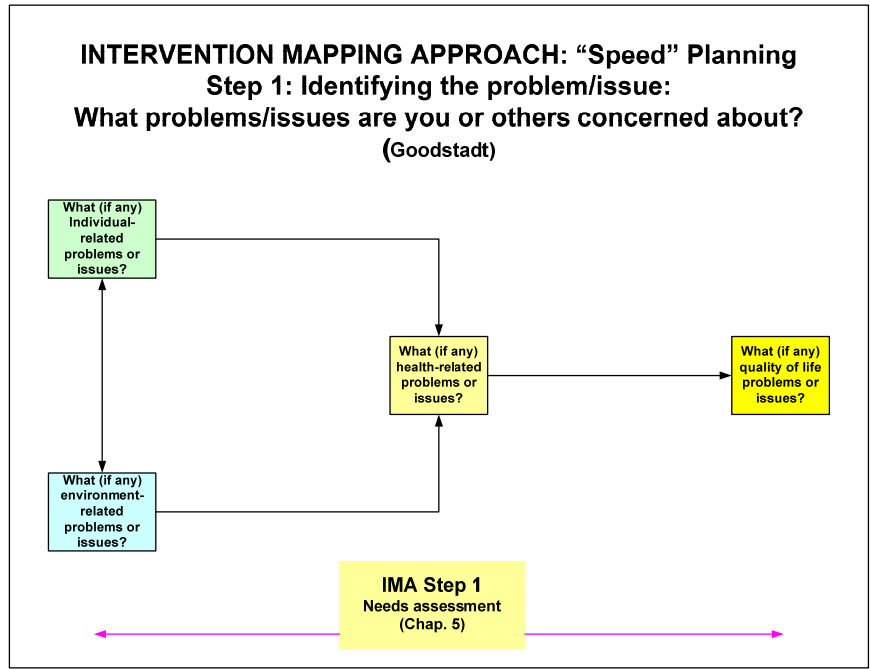 INTERVENTION MAPPING APPROACH: “Speed” Planning
Step 1: Identifying the problem/issue:
What problems/issues are you or others concerned about?
(Goodstadt)
What (if any)
Individual-
related
problems or
issues?
What (if any)
health-related
problems or
issues?
What (if any)
quality of life
problems or
issues?
What (if any)
environment-
related
problems or
issues?
IMA Step 1
Needs assessment
(Chap. 5)